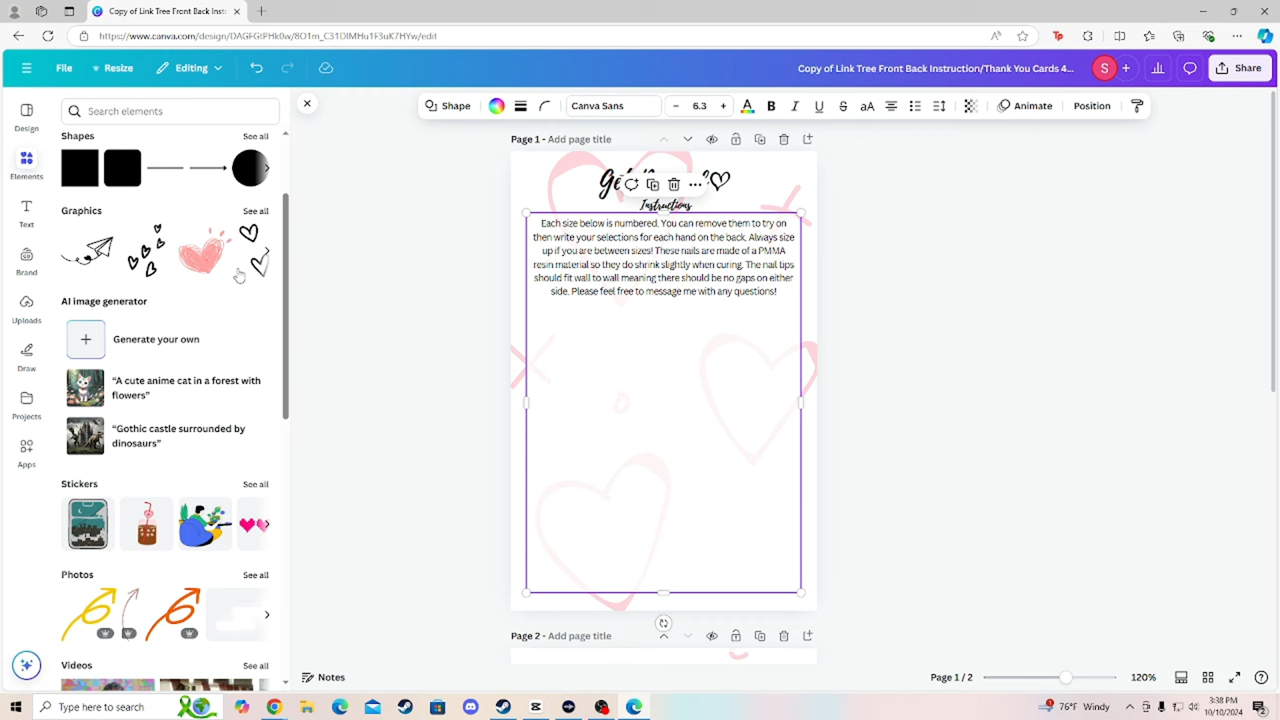 Copy of Link Tree Front Back Instr
https://www.canva.com/design/DAGFGtPHk0w/8O1m_C31DIMHu1F3uK7HYw/edit
File
Resize
Editing
Copy of Link Tree Front Back Instruction/Thank You Cards 4...
S
Share
Design
Elements
Text
Brand
Uploads
Draw
Projects
Apps
Search elements
Shapes
See all
Graphics
See all
AI image generator
Generate your own
"A cute anime cat in a forest with
flowers"
"Gothic castle surrounded by
dinosaurs"
Stickers
See all
Photos
See all
Videos
See all
Shape
Canva Sans
6.3
A
B
I
U
S
aA
Animate
Position
Page 1 - Add page title
Instructions
Each size below is numbered. You can remove them to try on
then write your selections for each hand on the back. Always size
up if you are between sizes! These nails are made of a PMMA
resin material so they do shrink slightly when curing. The nail tips
should fit wall to wall meaning there should be no gaps on either
side. Please feel free to message me with any questions!
Page 2 - Add page title
Notes
Page 1 / 2
120%
Type here to search
76°F Windy
3:38 PM
10/10/2024